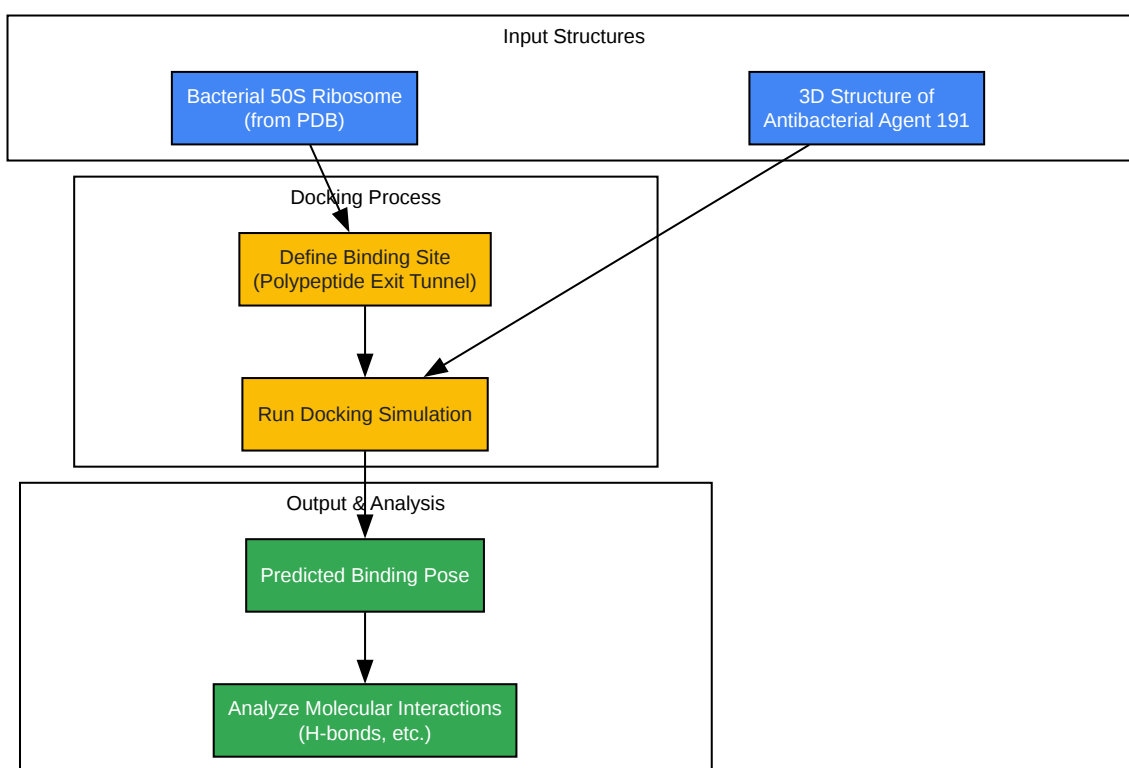 Input Structures
Bacterial 50S Ribosome
(from PDB)
3D Structure of
Antibacterial Agent 191
Docking Process
Define Binding Site
(Polypeptide Exit Tunnel)
Run Docking Simulation
Output & Analysis
Predicted Binding Pose
Analyze Molecular Interactions
(H-bonds, etc.)